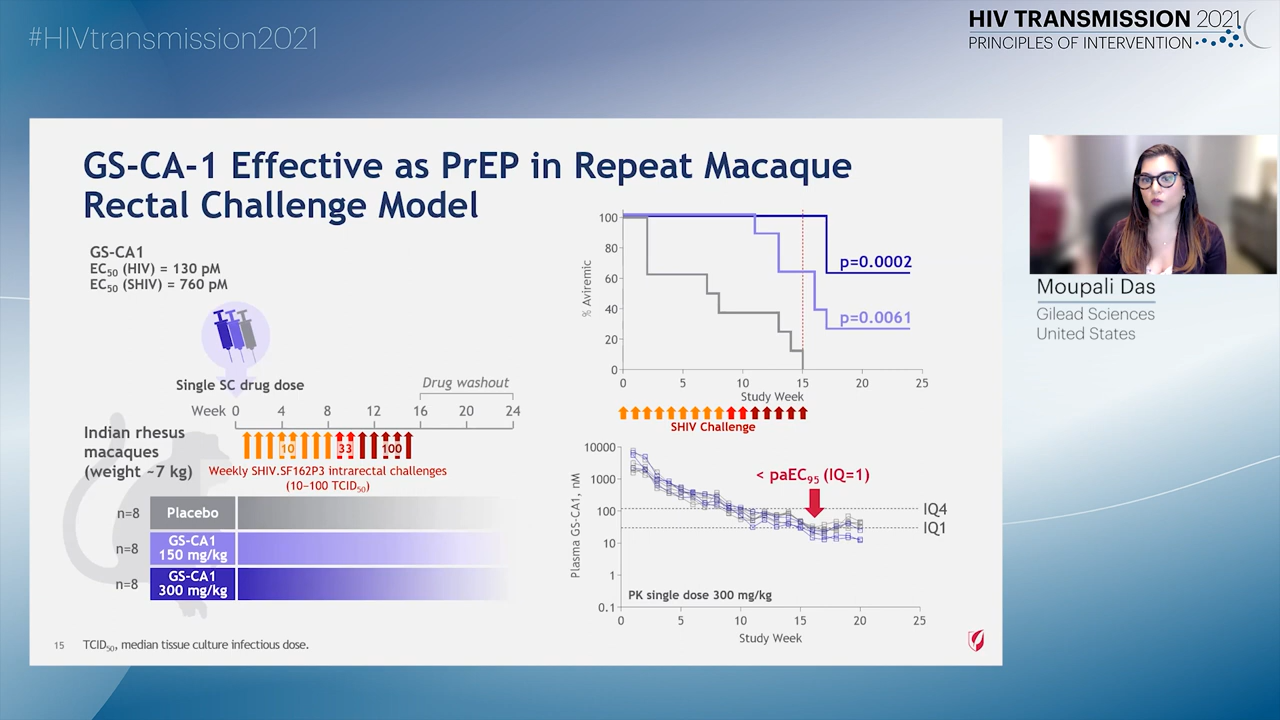 #HIVtransmission2021
HIV TRANSMISSION 2021
PRINCIPLES OF INTERVENTION
GS-CA-1 Effective as PrEP in Repeat Macaque
Rectal Challenge Model
GS-CA1
EC50 (HIV) = 130 pM
EC50 (SHIV) = 760 pM
Single SC drug dose
Drug washout
Week 0 4 8 12 16 20 24
Indian rhesus
macaques
(weight ~7 kg)
10 33 100
Weekly SHIV.SF162P3 intrarectal challenges
(10–100 TCID50)
n=8 Placebo
n=8 GS-CA1
150 mg/kg
n=8 GS-CA1
300 mg/kg
% Aviremic
100
80
60
40
20
0
p=0.0002
p=0.0061
0 5 10 15 20 25
Study Week
SHIV Challenge
Plasma GS-CA1, nM
10000
1000
100
10
1
0.1
< paEC95 (IQ=1)
IQ4
IQ1
PK single dose 300 mg/kg
0 5 10 15 20 25
Study Week
15 TCID50, median tissue culture infectious dose.
Moupali Das
Gilead Sciences
United States